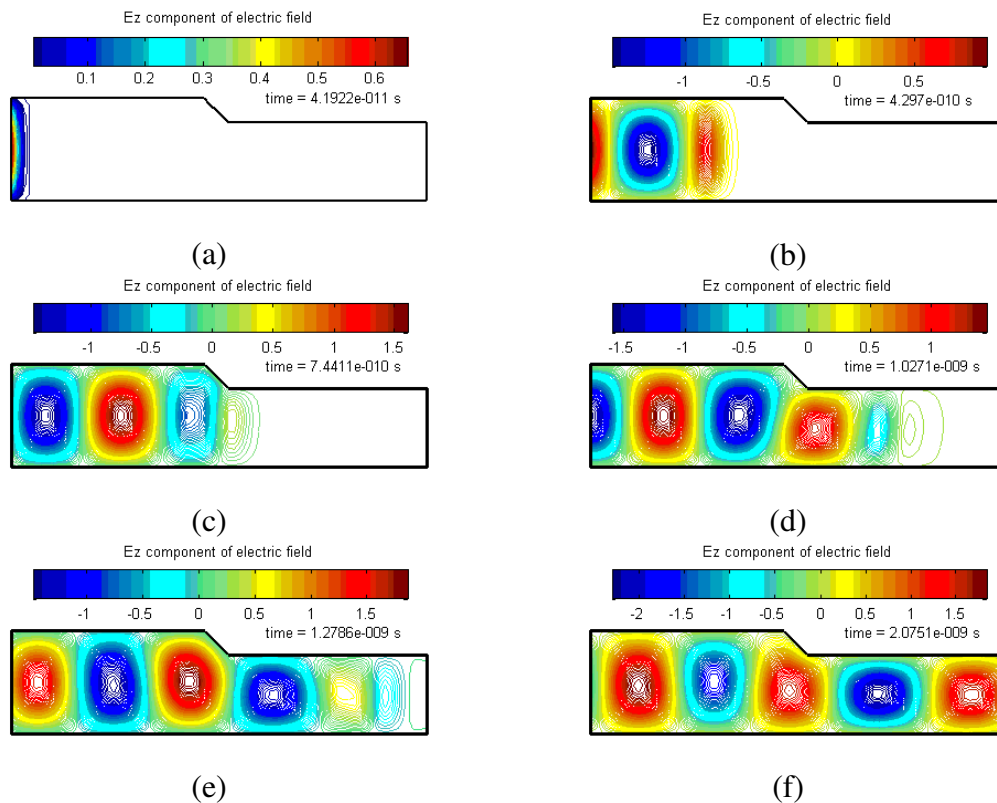 Ez component of electric field
0.1 0.2 0.3 0.4 0.5 0.6
time = 4.1922e-011 s
(a)
Ez component of electric field
-1 -0.5 0 0.5
time = 4.297e-010 s
(b)
Ez component of electric field
-1 -0.5 0 0.5 1 1.5
time = 7.4411e-010 s
(c)
Ez component of electric field
-1.5 -1 -0.5 0 0.5 1
time = 1.0271e-009 s
(d)
Ez component of electric field
-1 -0.5 0 0.5 1 1.5
time = 1.2786e-009 s
(e)
Ez component of electric field
-2 -1.5 -1 -0.5 0 0.5 1 1.5
time = 2.0751e-009 s
(f)